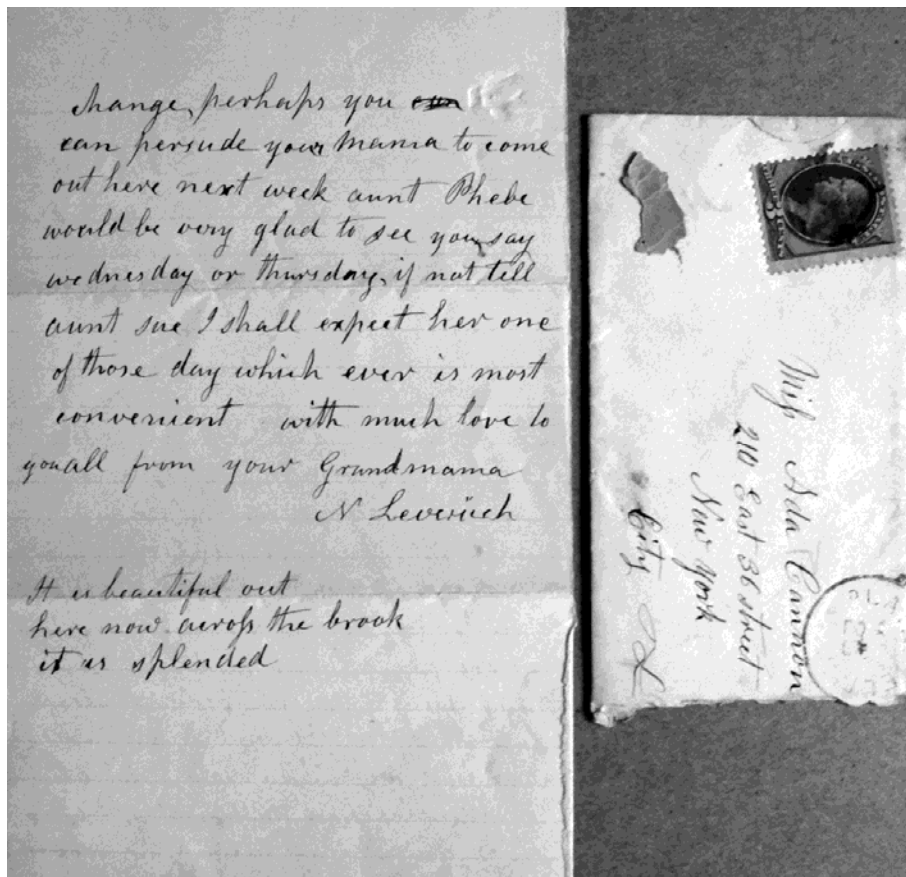 change, perhaps you can
can persude your mama to come
out here next week aunt Phebe
would be very glad to see you, say
wednesday or thursday, if not tell
aunt sue I shall expect her one
of those day which ever is most
convenient with much love to
you all from your Grandmama
N Leverich
It is beautiful out
here now across the brook
it is splended
Miss Ada Cannon
210 East 36 street
New york
City